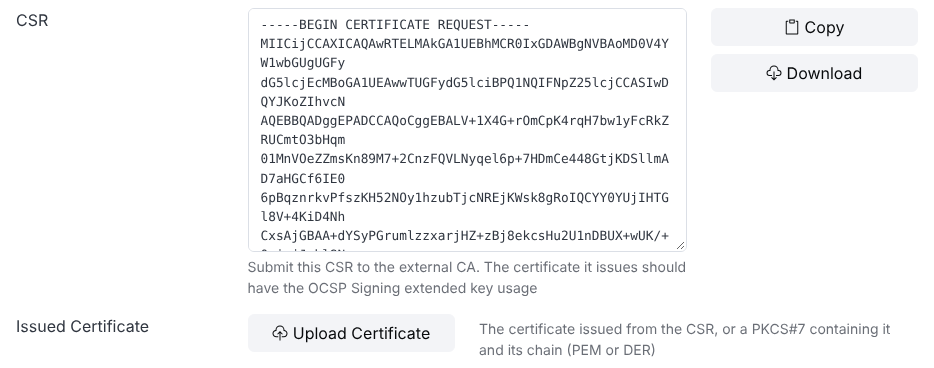 CSR
-----BEGIN CERTIFICATE REQUEST-----
MIICijCCAXICAQAwRTELMAkGA1UEBhMCR0IxGDAWBgNVBAoMD0V4Y
W1wbGUgUGFy
dG5lcjEcMBoGA1UEAwwTUGFydG5lciBPQ1NQIFNpZ25lcjCCASIwD
QYJKoZIhvcN
AQEBBQADggEPADCCAQoCggEBALV+1X4G+rOmCpK4rqH7bw1yFcRkZ
RUCmtO3bHqm
01MnVOeZZmsKn89M7+2CnzFQVLNyqel6p+7HDmCe448GtjKDSllmA
D7aHGCf6IE0
6pBqznrkvPfszKH52NOy1hzubTjcNREjKWsk8gRoIQCYY0YUjIHTG
l8V+4KiD4Nh
CxsAjGBAA+dYSyPGrumlzzxarjHZ+zBj8ekcsHu2U1nDBUX+wUK/+
Copy
Download
Submit this CSR to the external CA. The certificate it issues should
have the OCSP Signing extended key usage
Issued Certificate
Upload Certificate
The certificate issued from the CSR, or a PKCS#7 containing it
and its chain (PEM or DER)